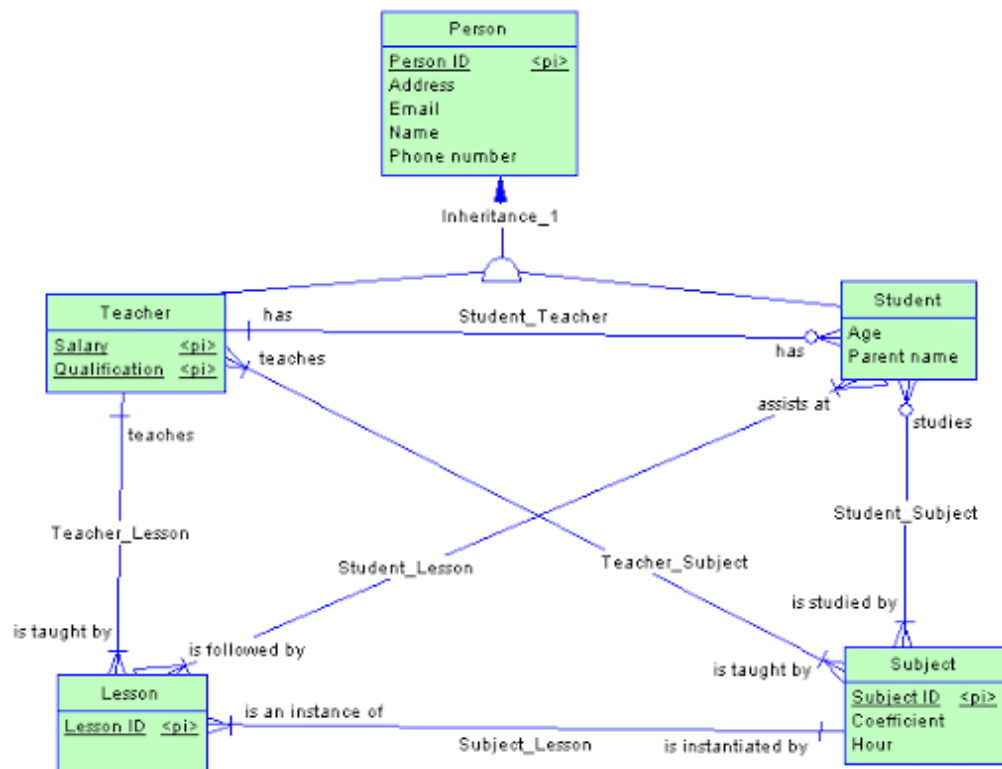 Person
Person ID <pi>
Address
Email
Name
Phone number
Inheritance_1
Teacher
Salary <pi>
Qualification <pi>
has
Student_Teacher
has
teaches
Student
Age
Parent name
assists at
studies
teaches
Teacher_Lesson
Student_Lesson
Teacher_Subject
Student_Subject
is taught by
is followed by
is taught by
is studied by
Lesson
Lesson ID <pi>
is an instance of
Subject_Lesson
is instantiated by
Subject
Subject ID <pi>
Coefficient
Hour